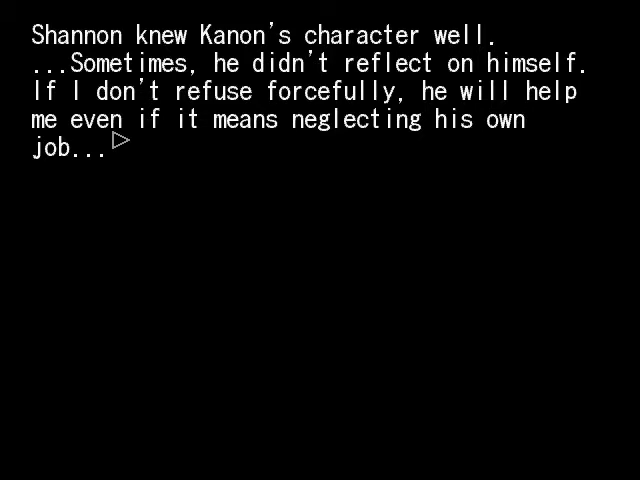 Shannon knew Kanon's character well.
...Sometimes, he didn't reflect on himself.
If I don't refuse forcefully, he will help
me even if it means neglecting his own
job...